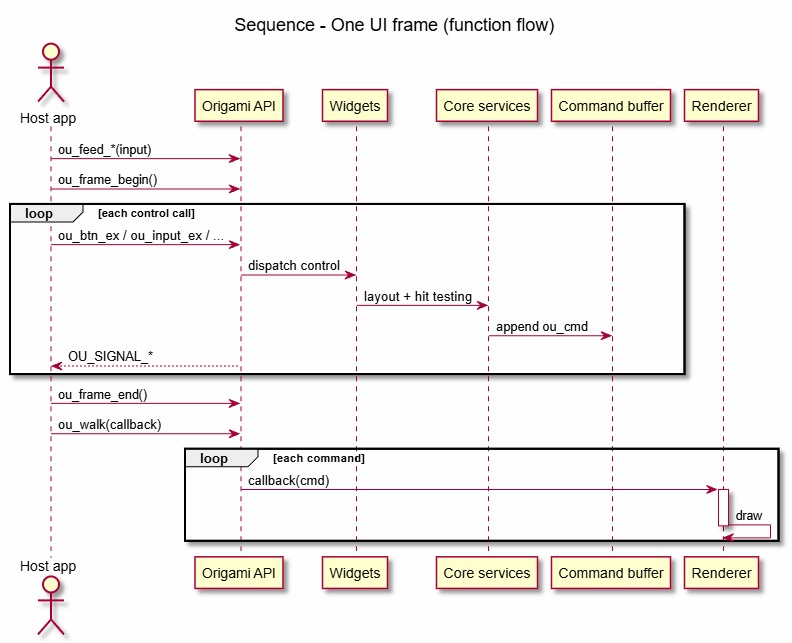 Sequence - One UI frame (function flow)
Host app
Origami API
Widgets
Core services
Command buffer
Renderer
ou_feed_*(input)
ou_frame_begin()
loop
[each control call]
ou_btn_ex / ou_input_ex / ...
dispatch control
layout + hit testing
append ou_cmd
OU_SIGNAL_*
ou_frame_end()
ou_walk(callback)
loop
[each command]
callback(cmd)
draw
Host app
Origami API
Widgets
Core services
Command buffer
Renderer